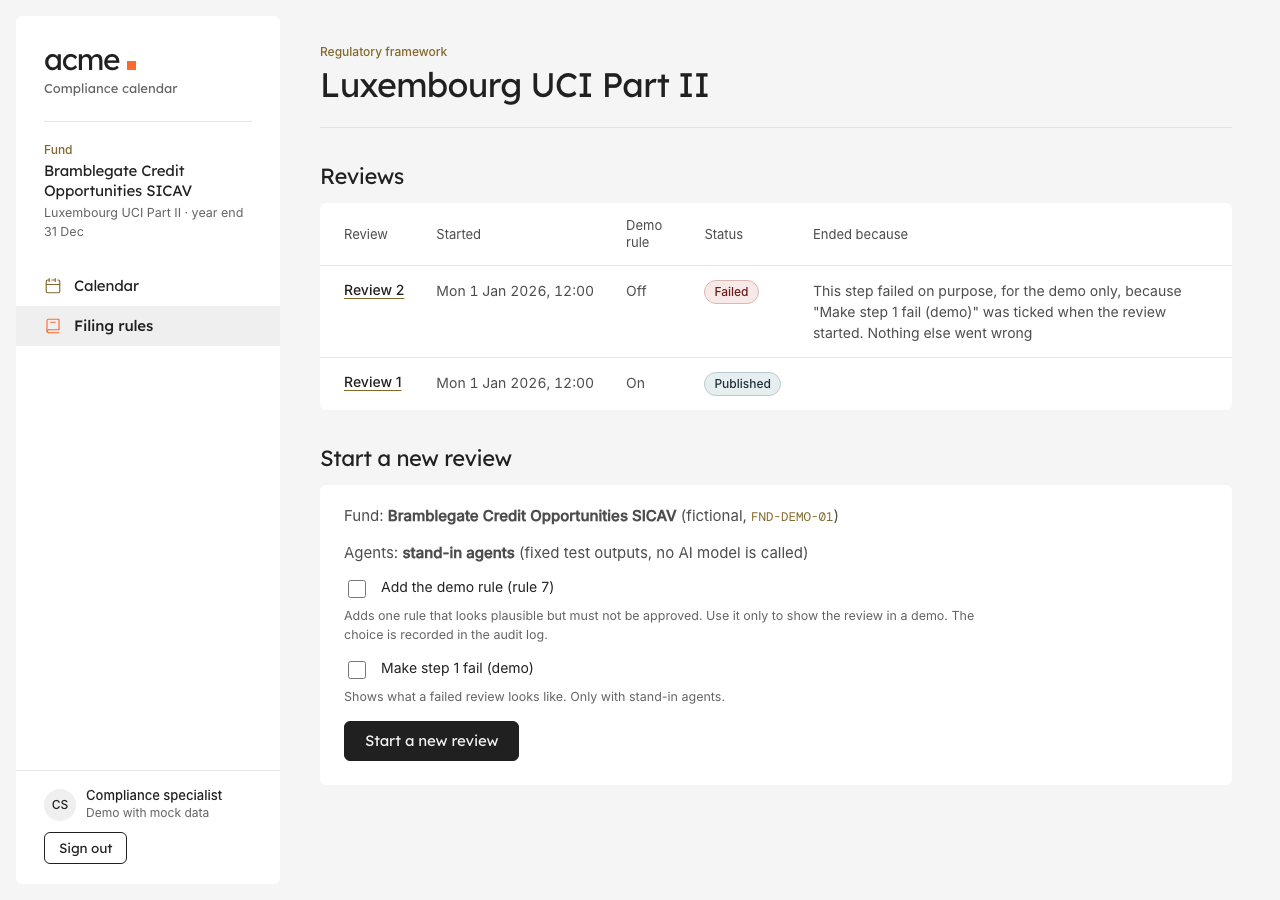 acme
Compliance calendar
Fund
Bramblegate Credit
Opportunities SICAV
Luxembourg UCI Part II · year end
31 Dec
Calendar
Filing rules
CS
Compliance specialist
Demo with mock data
Sign out
Regulatory framework
Luxembourg UCI Part II
Reviews
Review Started Demo rule Status Ended because
Review 2 Mon 1 Jan 2026, 12:00 Off Failed This step failed on purpose, for the demo only, because
"Make step 1 fail (demo)" was ticked when the review
started. Nothing else went wrong
Review 1 Mon 1 Jan 2026, 12:00 On Published
Start a new review
Fund: Bramblegate Credit Opportunities SICAV (fictional, FND-DEMO-01)
Agents: stand-in agents (fixed test outputs, no AI model is called)
Add the demo rule (rule 7)
Adds one rule that looks plausible but must not be approved. Use it only to show the review in a demo. The
choice is recorded in the audit log.
Make step 1 fail (demo)
Shows what a failed review looks like. Only with stand-in agents.
Start a new review